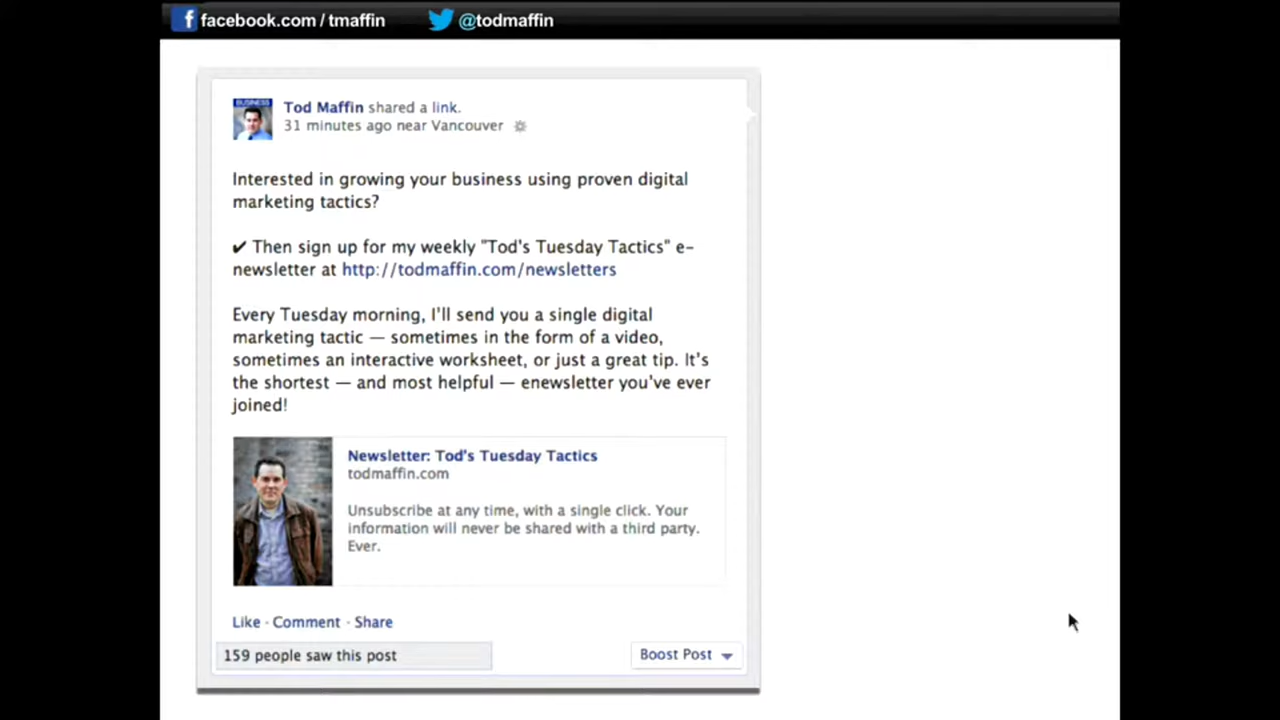 facebook.com / tmaffin @todmaffin
BUSINESS
Tod Maffin shared a link.
31 minutes ago near Vancouver
Interested in growing your business using proven digital
marketing tactics?
✔ Then sign up for my weekly "Tod's Tuesday Tactics" e-
newsletter at http://todmaffin.com/newsletters
Every Tuesday morning, I'll send you a single digital
marketing tactic — sometimes in the form of a video,
sometimes an interactive worksheet, or just a great tip. It's
the shortest — and most helpful — enewsletter you've ever
joined!
Newsletter: Tod's Tuesday Tactics
todmaffin.com
Unsubscribe at any time, with a single click. Your
information will never be shared with a third party.
Ever.
Like · Comment · Share
159 people saw this post
Boost Post